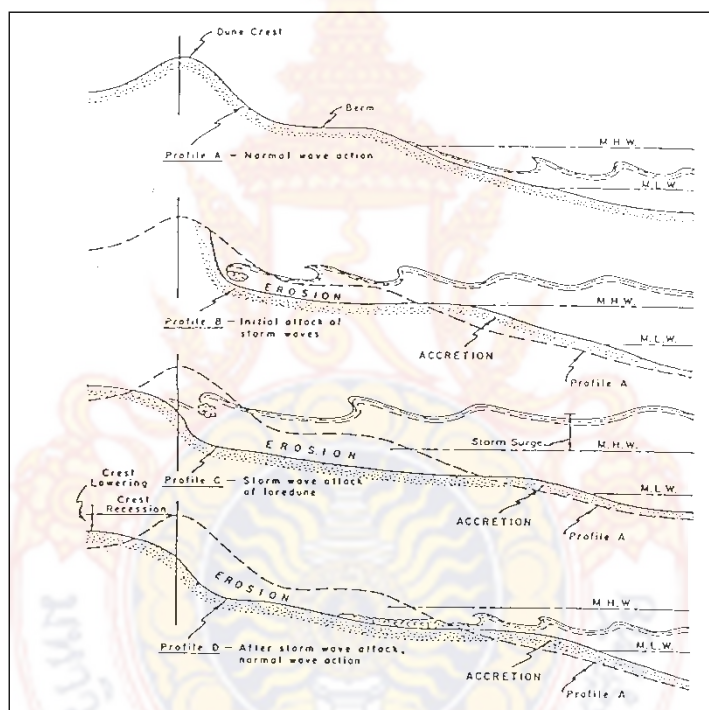 Dune Crest
Berm
M.H.W.
M.L.W.
Profile A – Normal wave action
EROSION
M.H.W.
Profile B – Initial attack of
storm waves
M.L.W.
ACCRETION
Profile A
Storm Surge
M.H.W.
EROSION
Profile C – Storm wave attack
of foredune
M.L.W.
Crest
Lowering
Crest
Recession
ACCRETION
Profile A
EROSION
M.H.W.
Profile D – After storm wave attack,
normal wave action
M.L.W.
ACCRETION
Profile A